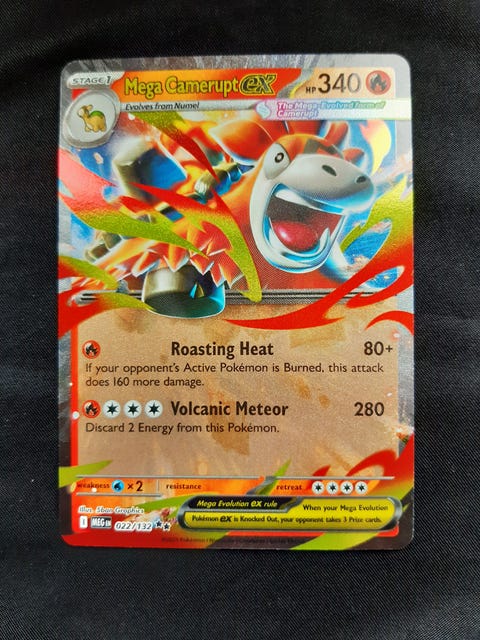 STAGE 1
Mega Camerupt ex
HP 340
Evolves from Numel
The Mega-Evolved form of
Camerupt
Roasting Heat 80+
If your opponent's Active Pokémon is Burned, this attack
does 160 more damage.
Volcanic Meteor 280
Discard 2 Energy from this Pokémon.
weakness ×2 resistance retreat
Illus. 5ban Graphics
Mega Evolution ex rule
When your Mega Evolution
Pokémon ex is Knocked Out, your opponent takes 3 Prize cards.
I MEG EN 022/132